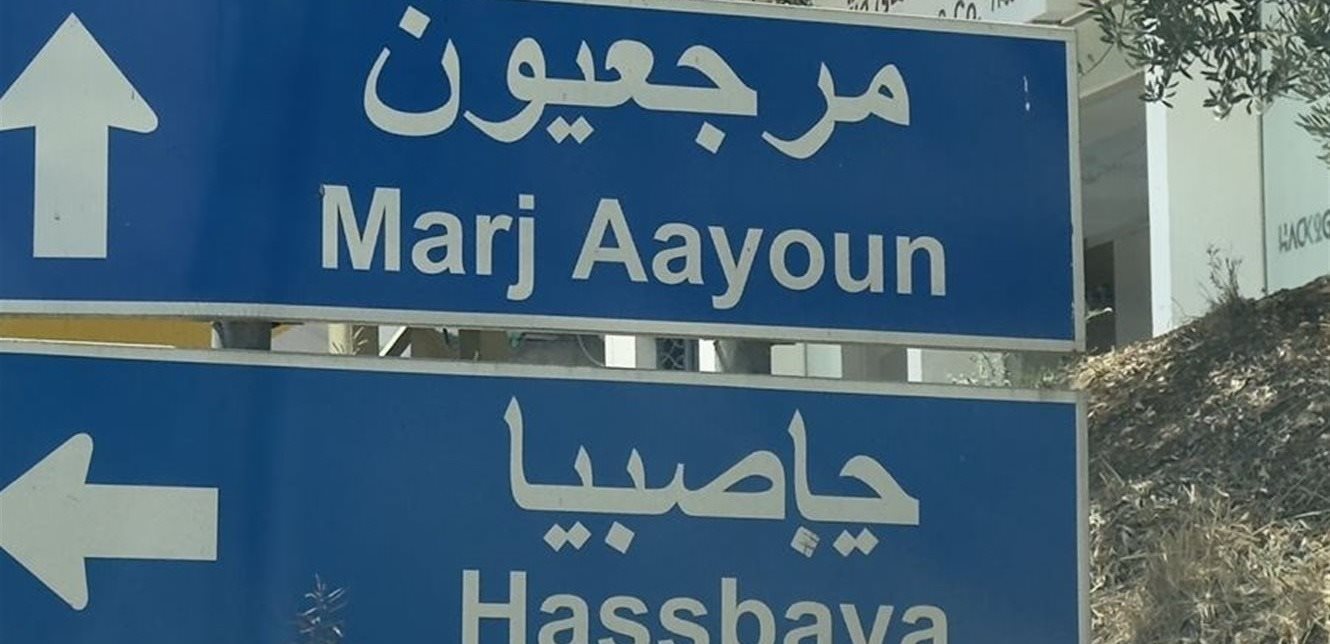 مرجعيون
Marj Aayoun
حاصبيا
Hassbaya